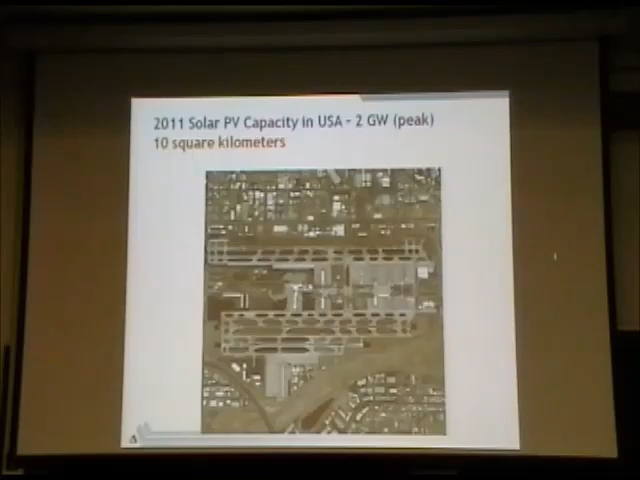 2011 Solar PV Capacity in USA - 2 GW (peak)
10 square kilometers